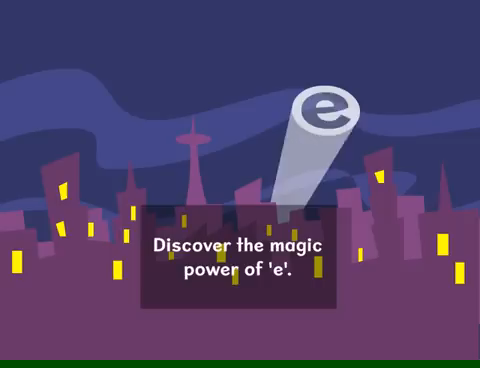 e
Discover the magic
power of 'e'.